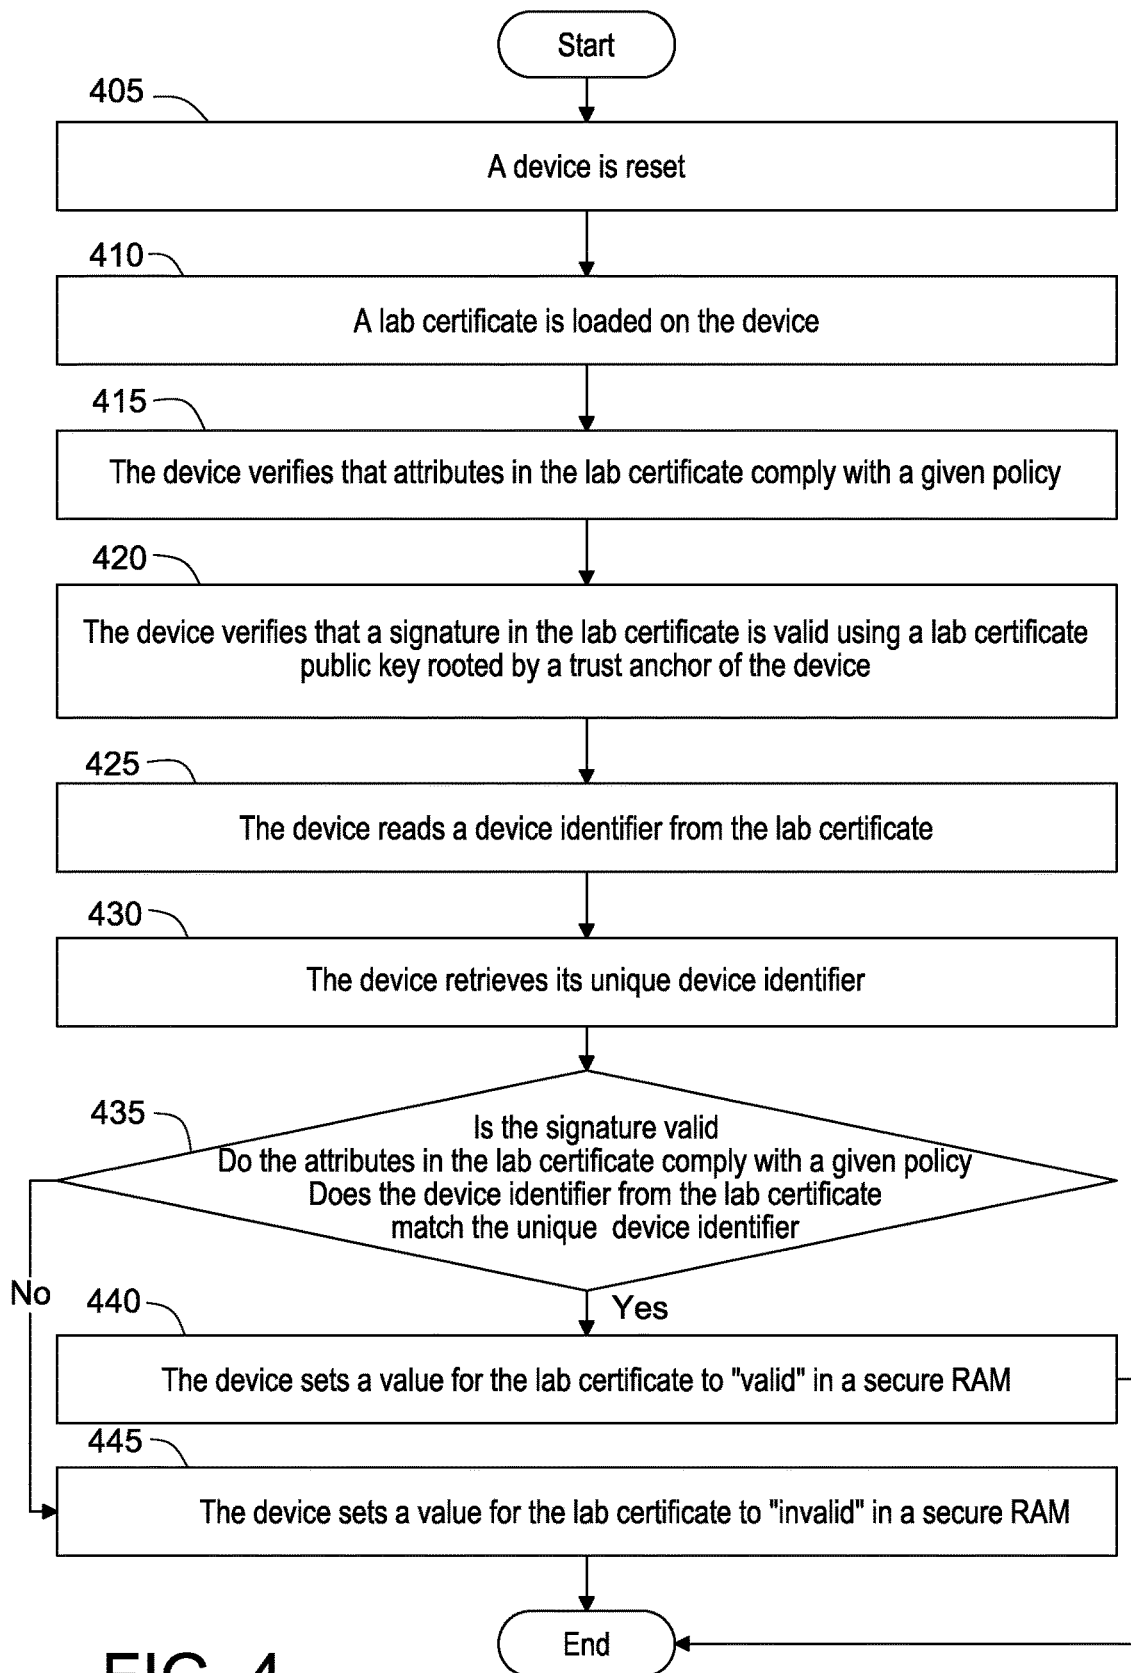 Start
405
A device is reset
410
A lab certificate is loaded on the device
415
The device verifies that attributes in the lab certificate comply with a given policy
420
The device verifies that a signature in the lab certificate is valid using a lab certificate
public key rooted by a trust anchor of the device
425
The device reads a device identifier from the lab certificate
430
The device retrieves its unique device identifier
435
Is the signature valid
Do the attributes in the lab certificate comply with a given policy
Does the device identifier from the lab certificate
match the unique device identifier
No
440
Yes
The device sets a value for the lab certificate to "valid" in a secure RAM
445
The device sets a value for the lab certificate to "invalid" in a secure RAM
End
FIG. 4